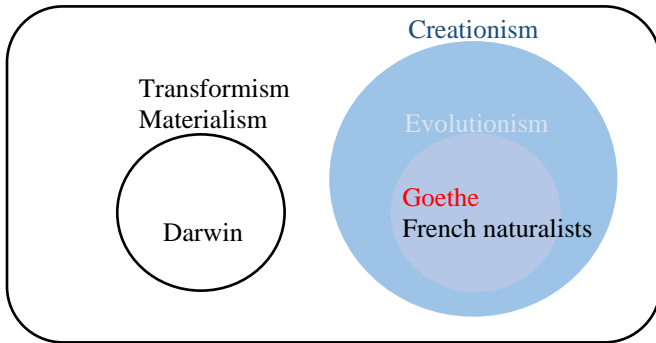 Creationism
Transformism
Materialism
Evolutionism
Goethe
French naturalists
Darwin